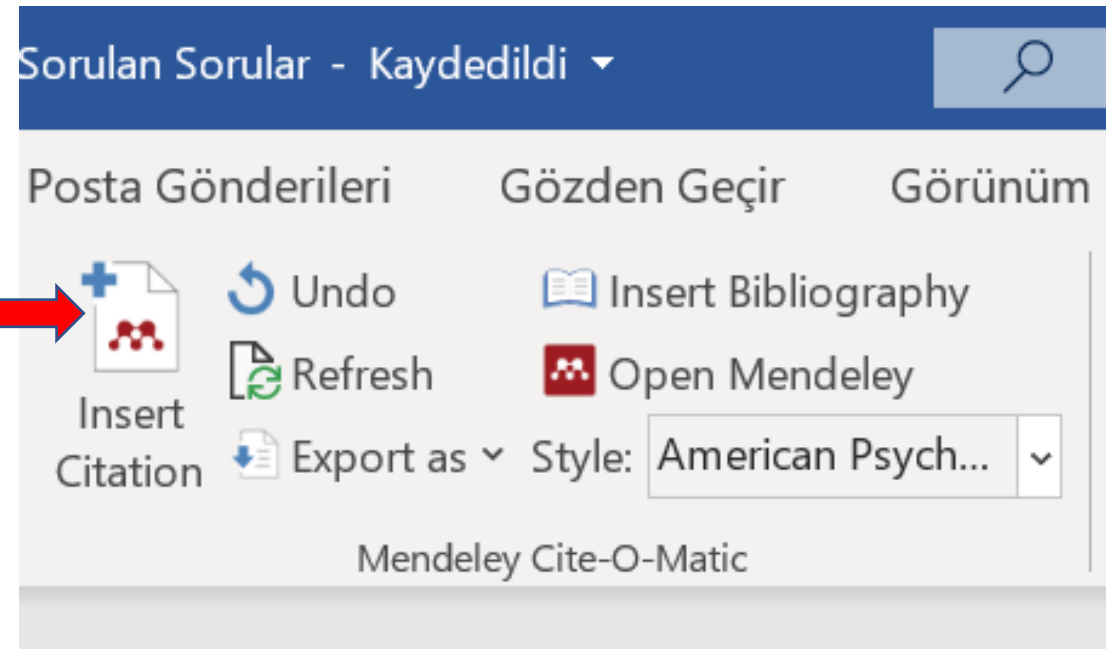 Sorulan Sorular - Kaydedildi
Posta Gönderileri Gözden Geçir Görünüm
Insert
Citation
Undo
Refresh
Export as
Insert Bibliography
Open Mendeley
Style: American Psych...
Mendeley Cite-O-Matic